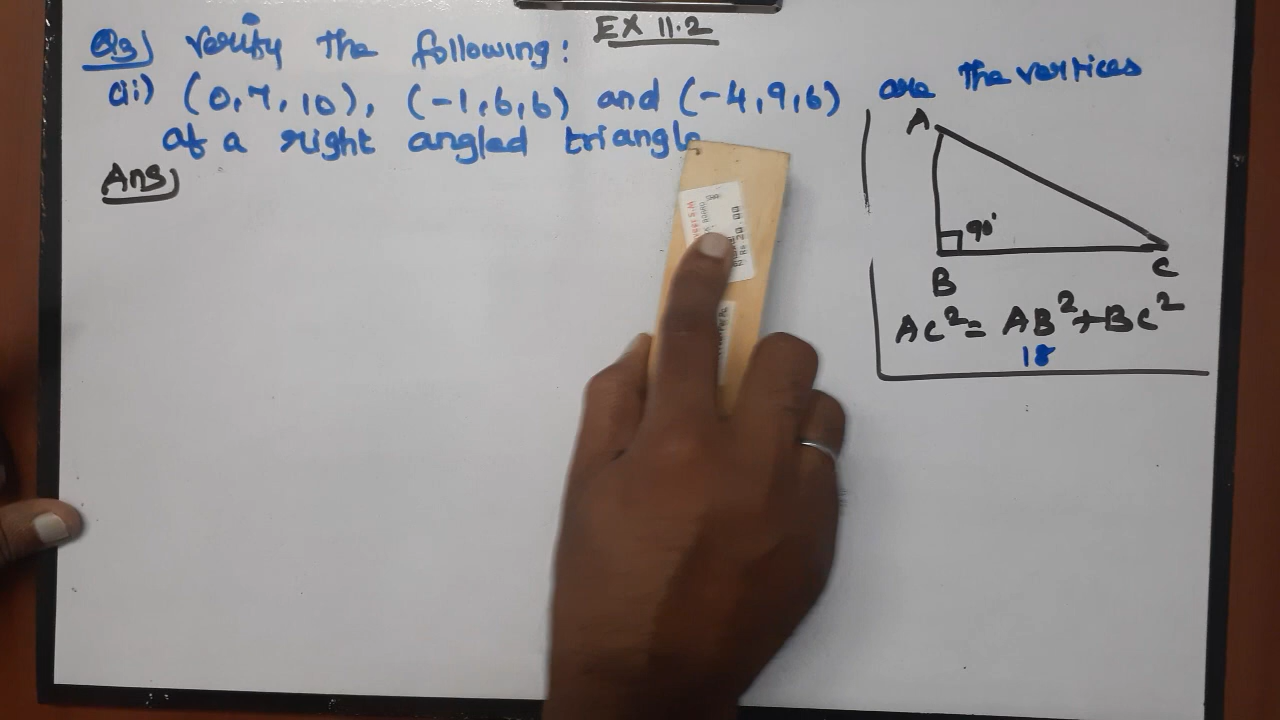 EX 11.2
Q3) Verify the following:
(ii) (0,7,10), (-1,6,6) and (-4,9,6) are the vertices
of a right angled triangle
Ans)
A
90°
B
C
AC²= AB²+BC²
18